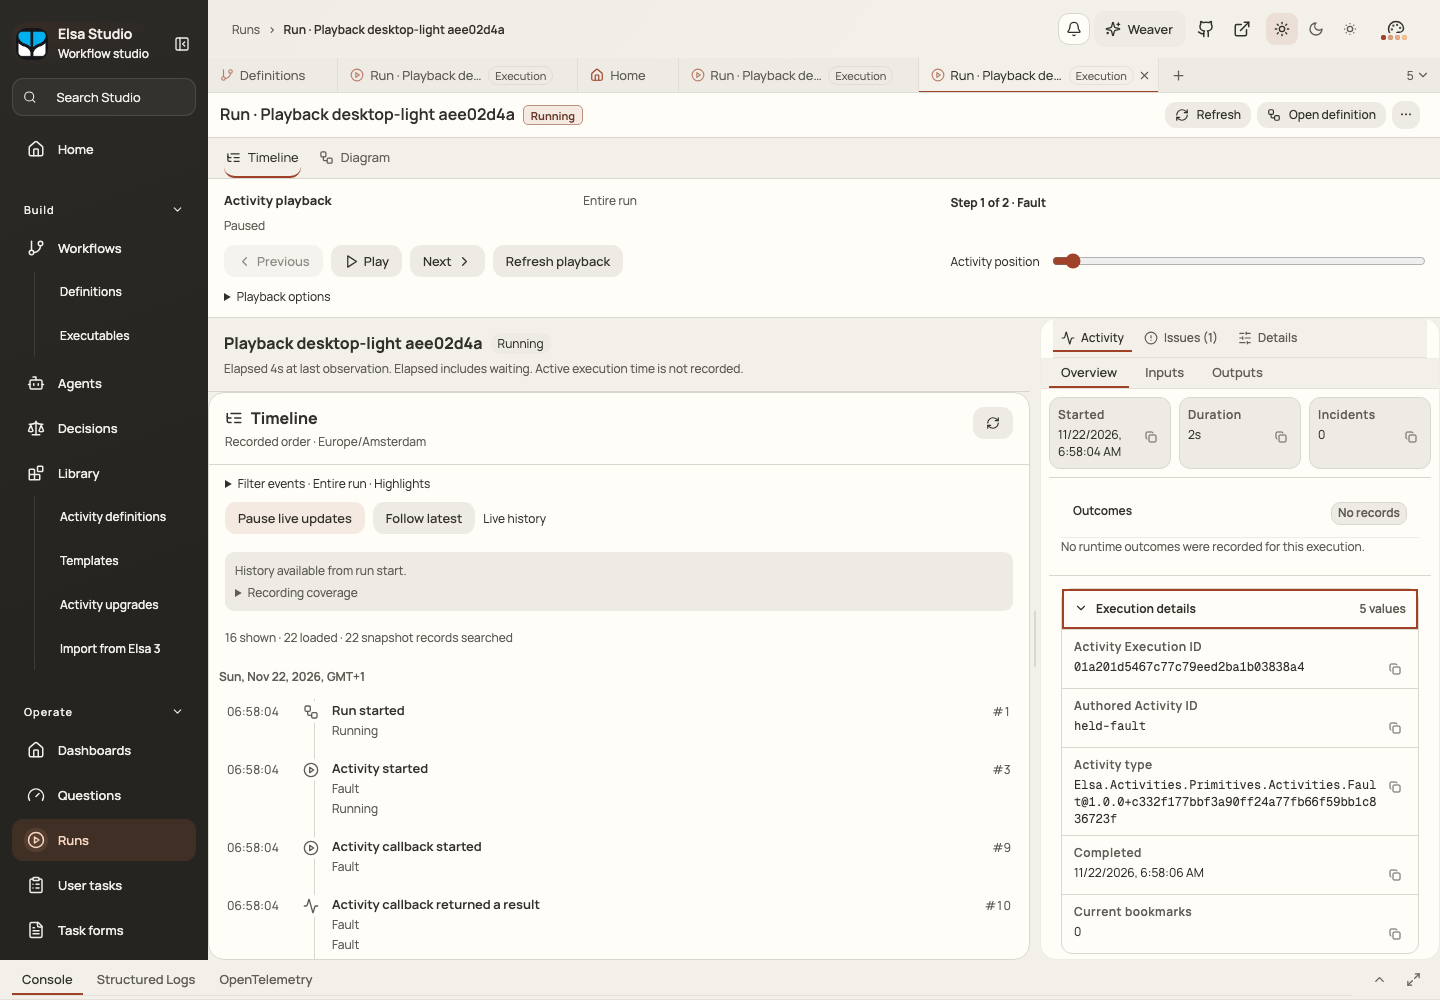 Elsa Studio
Workflow studio
Search Studio
Home
Build
Workflows
Definitions
Executables
Agents
Decisions
Library
Activity definitions
Templates
Activity upgrades
Import from Elsa 3
Operate
Dashboards
Questions
Runs
User tasks
Task forms
Runs › Run · Playback desktop-light aee02d4a
Weaver
Definitions
Run · Playback de... Execution
Home
Run · Playback de... Execution
Run · Playback de... Execution
5
Run · Playback desktop-light aee02d4a Running
Refresh
Open definition
Timeline
Diagram
Activity playback
Entire run
Step 1 of 2 · Fault
Paused
Previous
Play
Next
Refresh playback
Activity position
Playback options
Playback desktop-light aee02d4a Running
Elapsed 4s at last observation. Elapsed includes waiting. Active execution time is not recorded.
Timeline
Recorded order · Europe/Amsterdam
Filter events · Entire run · Highlights
Pause live updates
Follow latest
Live history
History available from run start.
Recording coverage
16 shown · 22 loaded · 22 snapshot records searched
Sun, Nov 22, 2026, GMT+1
06:58:04 Run started #1
Running
06:58:04 Activity started #3
Fault
Running
06:58:04 Activity callback started #9
Fault
06:58:04 Activity callback returned a result #10
Fault
Fault
Activity
Issues (1)
Details
Overview
Inputs
Outputs
Started
11/22/2026,
6:58:04 AM
Duration
2s
Incidents
0
Outcomes
No records
No runtime outcomes were recorded for this execution.
Execution details
5 values
Activity Execution ID
01a201d5467c77c79eed2ba1b03838a4
Authored Activity ID
held-fault
Activity type
Elsa.Activities.Primitives.Activities.Faul
t@1.0.0+c332f177bbf3a90ff24a77fb66f59bb1c8
36723f
Completed
11/22/2026, 6:58:06 AM
Current bookmarks
0
Console
Structured Logs
OpenTelemetry